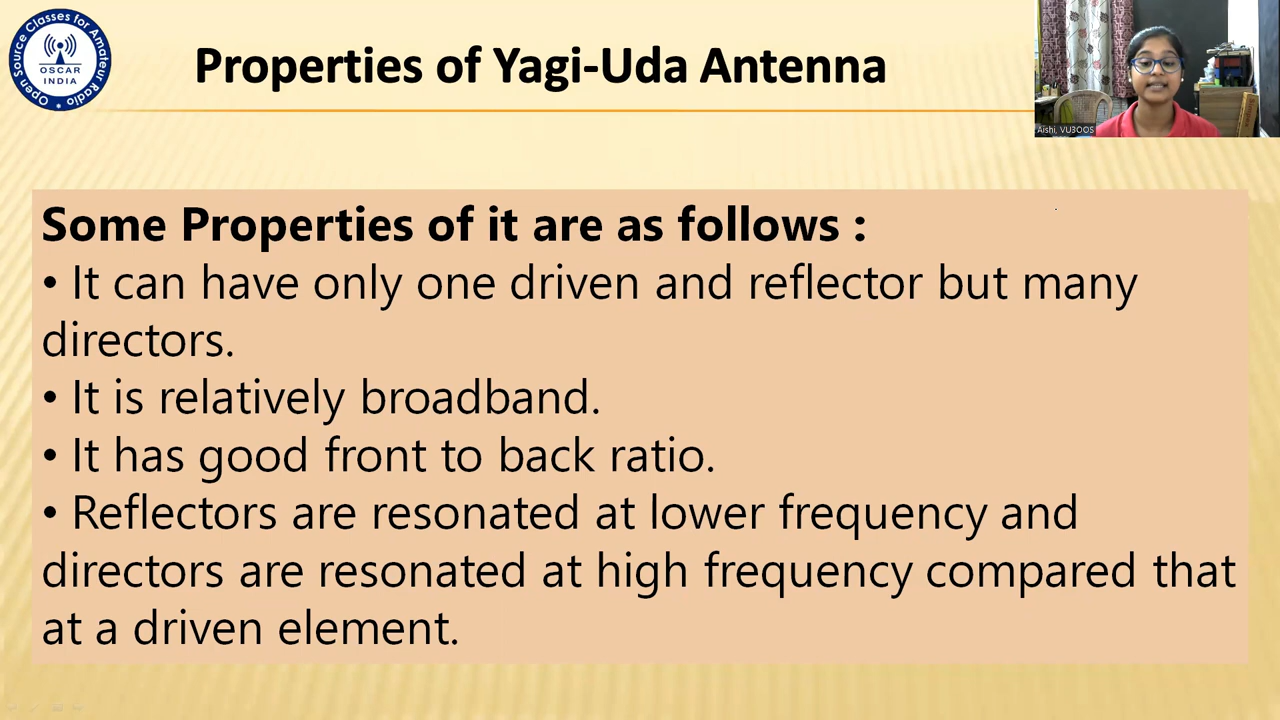 Open Source Classes for Amateur Radio •
OSCAR
INDIA
Properties of Yagi-Uda Antenna
Aishi, VU3OOS
Some Properties of it are as follows :
• It can have only one driven and reflector but many
directors.
• It is relatively broadband.
• It has good front to back ratio.
• Reflectors are resonated at lower frequency and
directors are resonated at high frequency compared that
at a driven element.